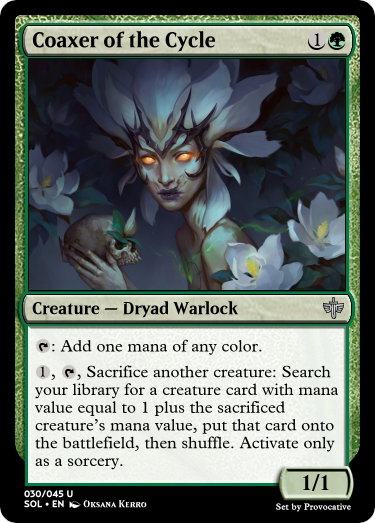 Coaxer of the Cycle 1
Creature — Dryad Warlock
: Add one mana of any color.
1, , Sacrifice another creature: Search
your library for a creature card with mana
value equal to 1 plus the sacrificed
creature's mana value, put that card onto
the battlefield, then shuffle. Activate only
as a sorcery.
1/1
030/045 U
SOL • EN Oksana Kerro
Set by Provocative